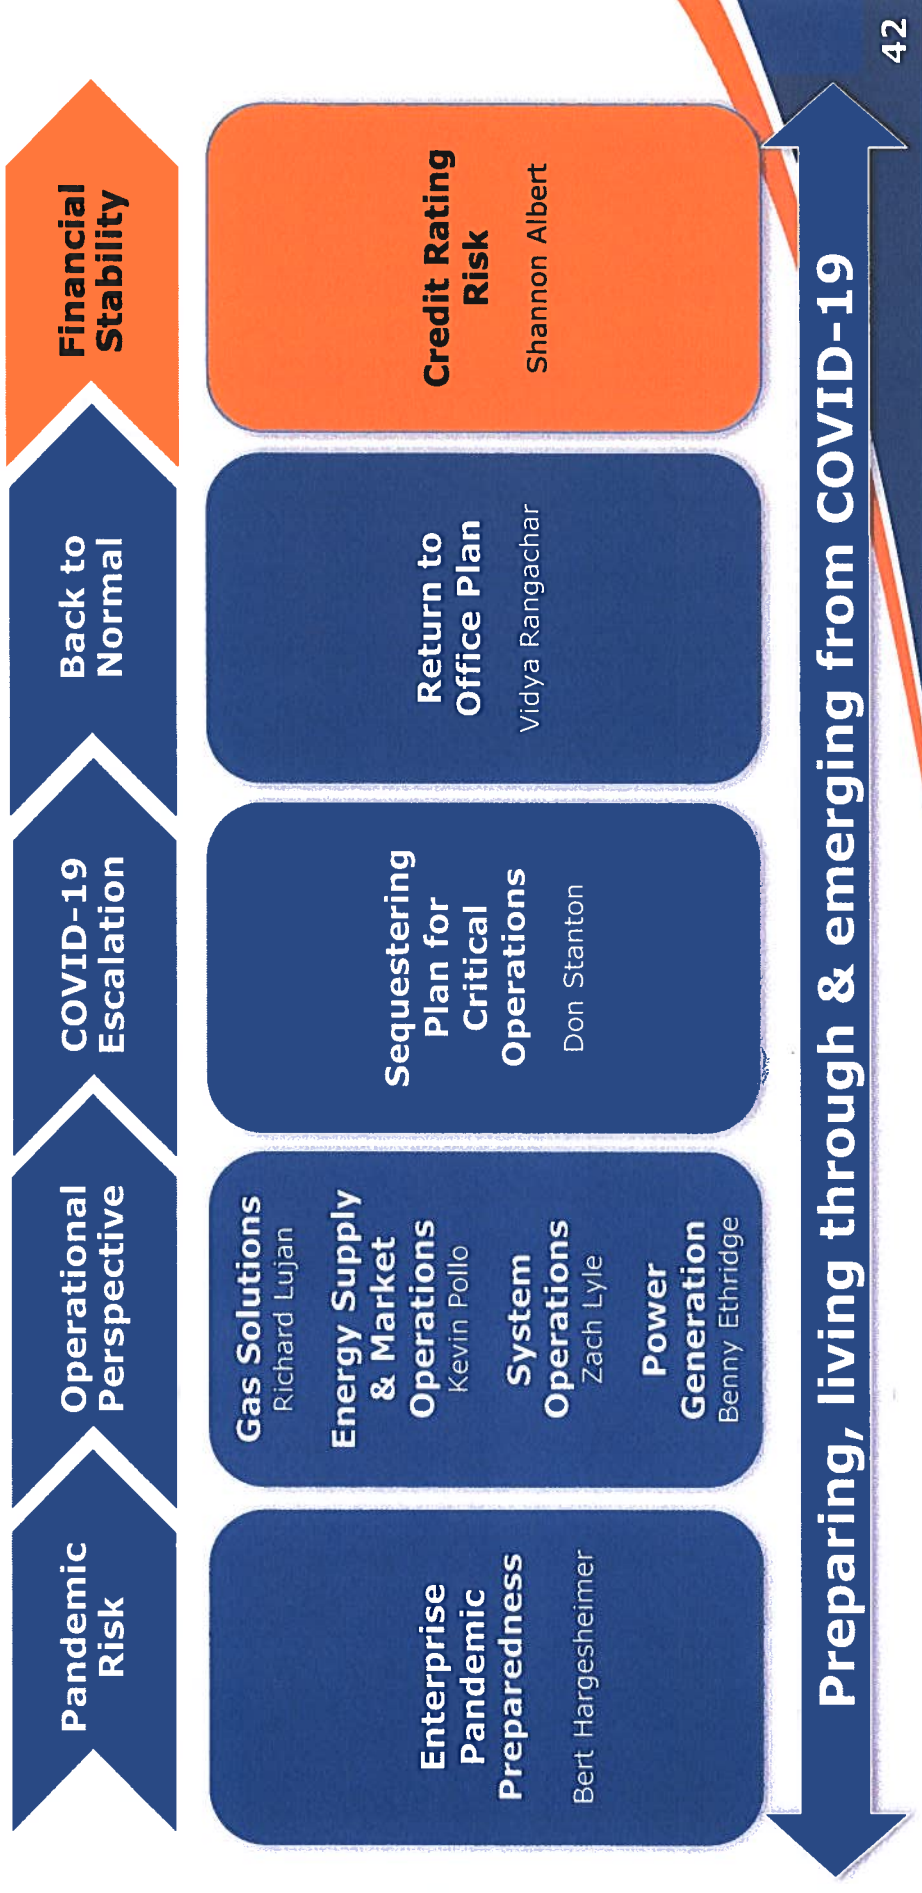 Pandemic
Risk
Operational
Perspective
COVID-19
Escalation
Back to
Normal
Financial
Stability
Enterprise
Pandemic
Preparedness
Bert Hargesheimer
Gas Solutions
Richard Lujan
Energy Supply
& Market
Operations
Kevin Pollo
System
Operations
Zach Lyle
Power
Generation
Benny Ethridge
Sequestering
Plan for
Critical
Operations
Don Stanton
Return to
Office Plan
Vidya Rangachar
Credit Rating
Risk
Shannon Albert
Preparing, living through & emerging from COVID-19
42